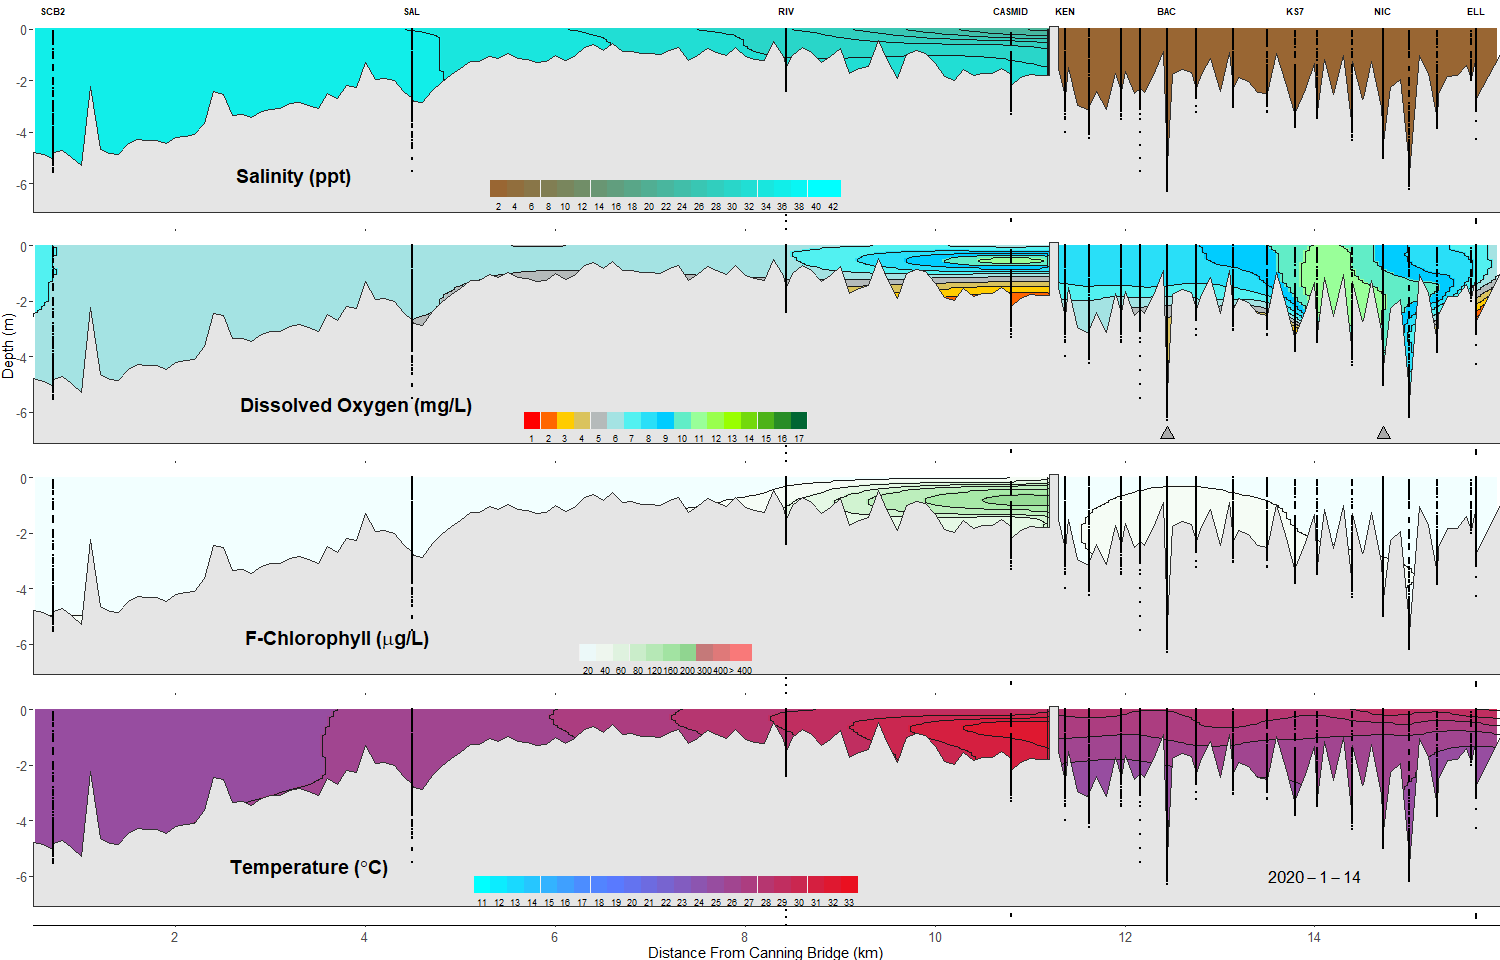 SCB2 SAL RIV CASMID KEN BAC KS7 NIC ELL
0
-2
-4
-6
Salinity (ppt)
2 4 6 8 10 12 14 16 18 20 22 24 26 28 30 32 34 36 38 40 42
0
-2
-4
-6
Depth (m)
Dissolved Oxygen (mg/L)
1 2 3 4 5 6 7 8 9 10 11 12 13 14 15 16 17
0
-2
-4
-6
F-Chlorophyll (μg/L)
20 40 60 80 120 160 200 300 400 > 400
0
-2
-4
-6
Temperature (°C)
2020 – 1 – 14
11 12 13 14 15 16 17 18 19 20 21 22 23 24 25 26 27 28 29 30 31 32 33
2 4 6 8 10 12 14
Distance From Canning Bridge (km)